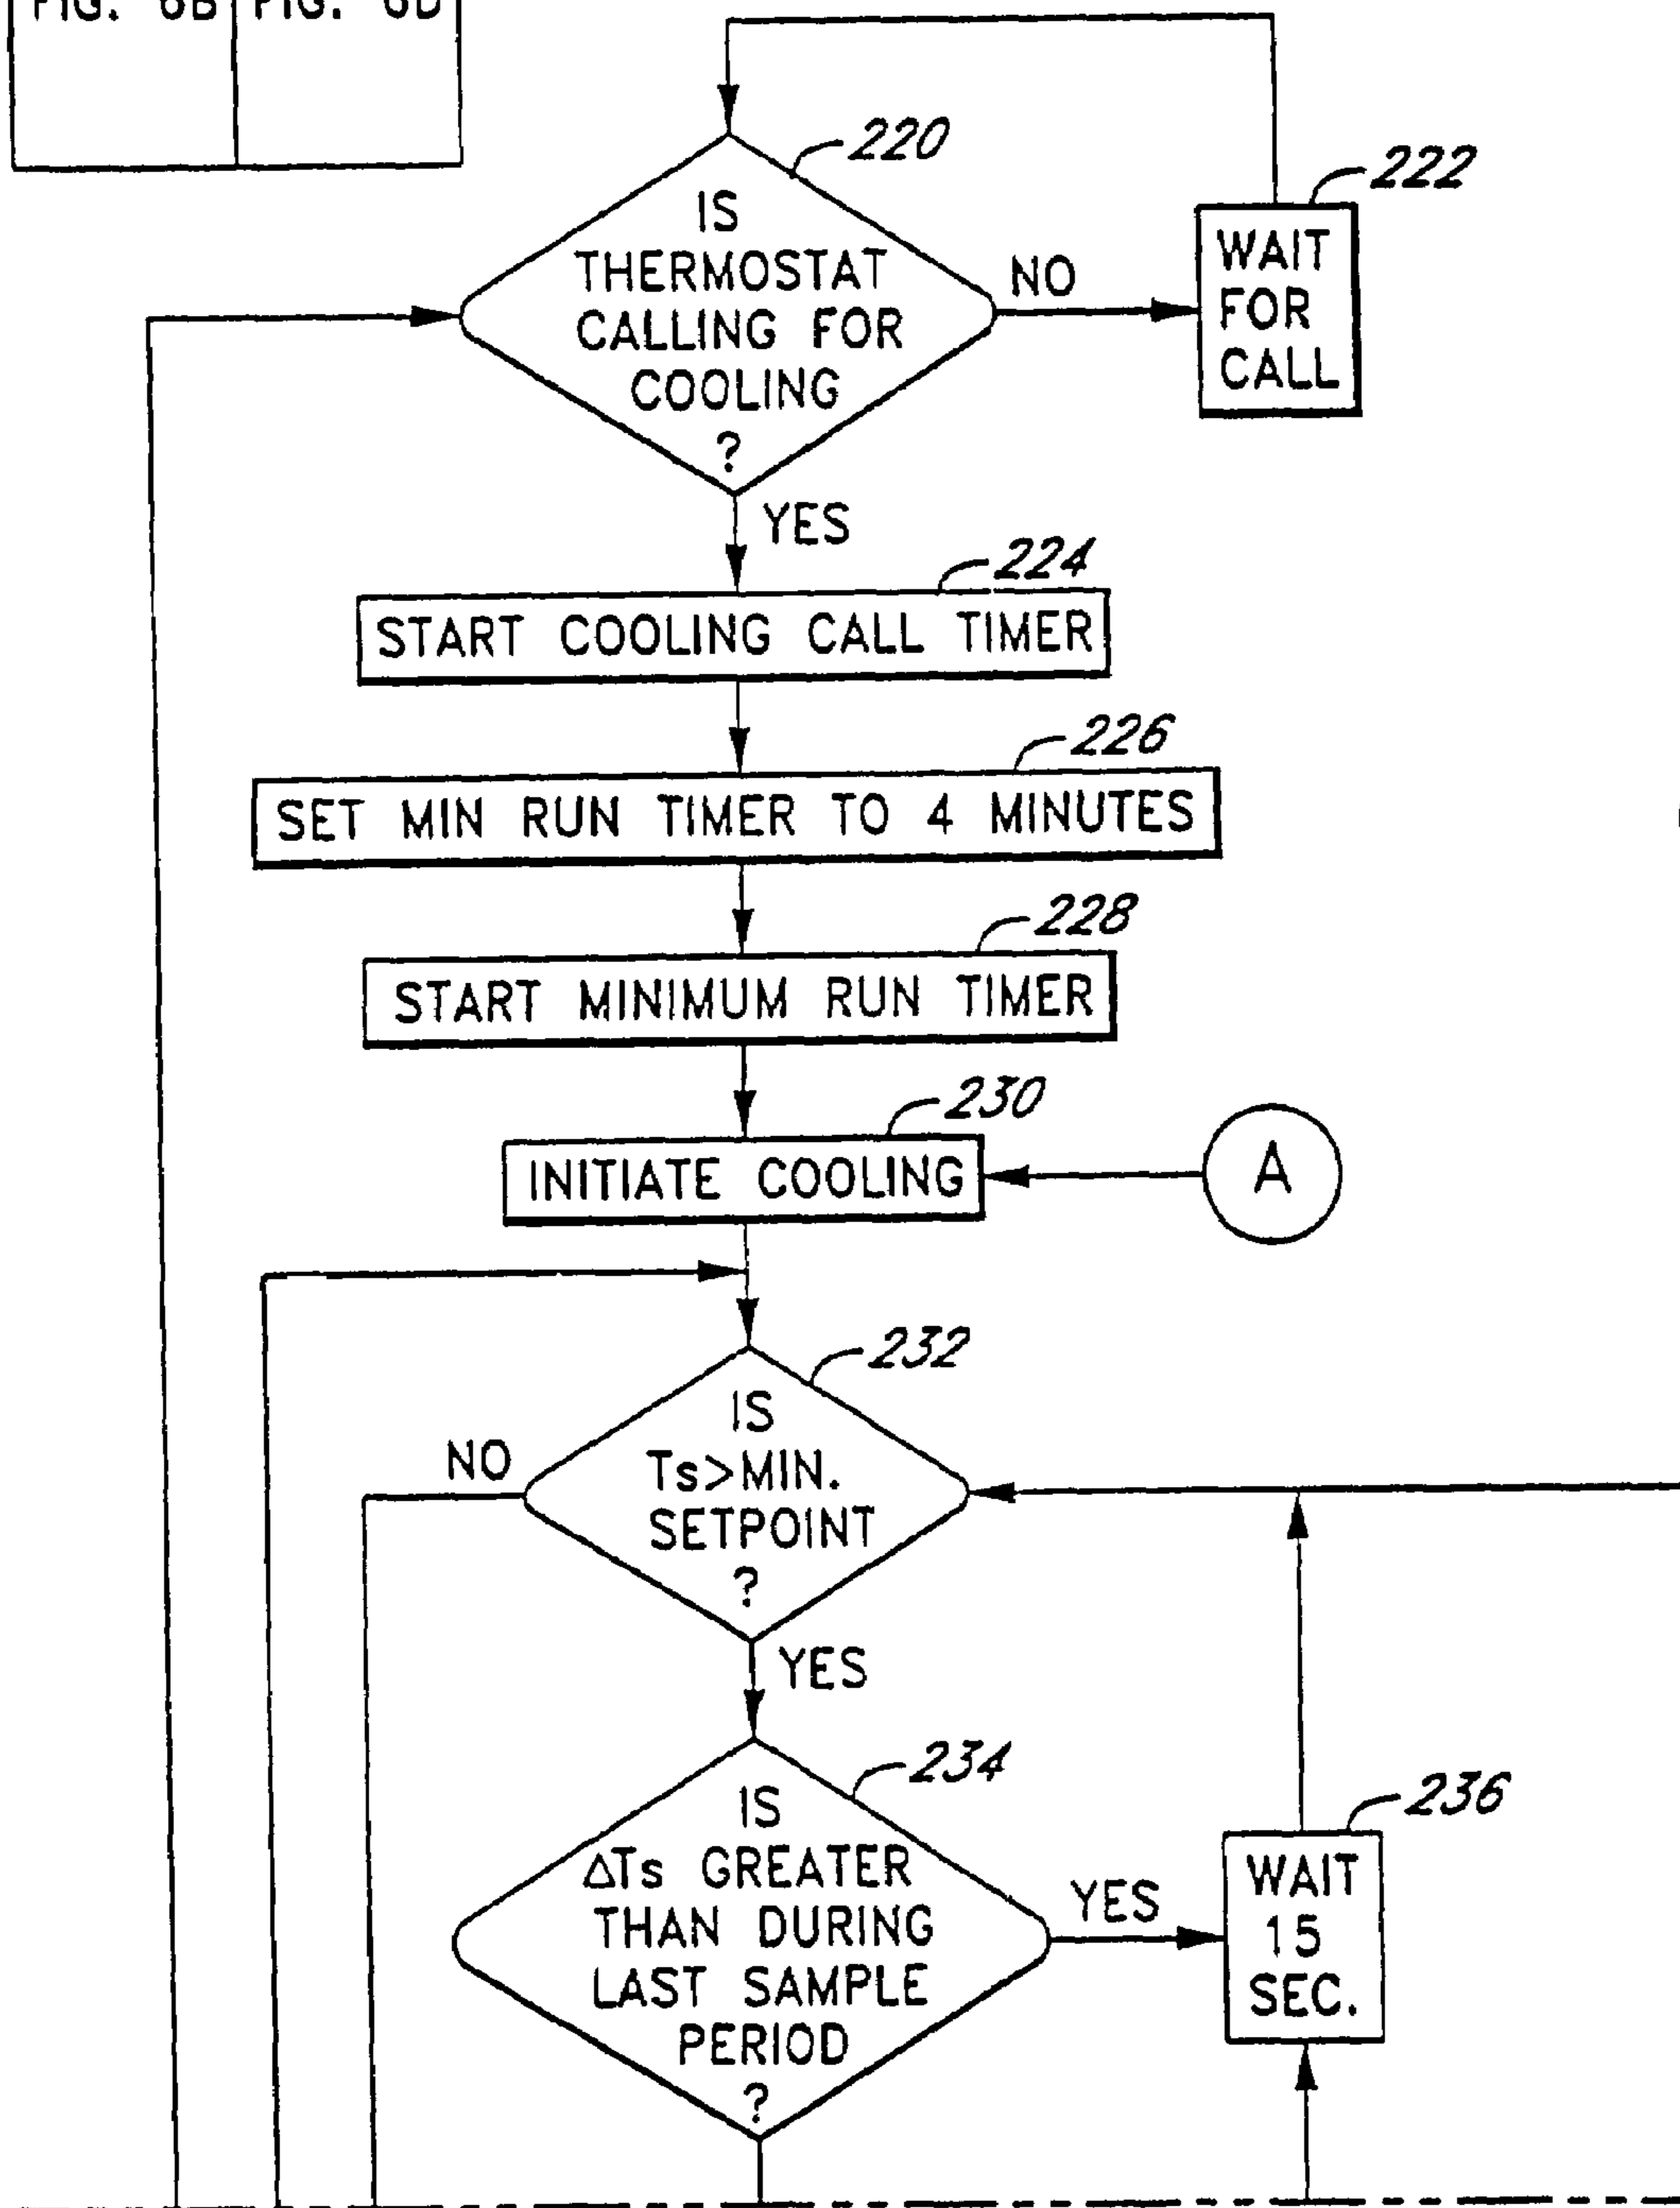 FIG. 6B FIG. 6D
220
IS
THERMOSTAT
CALLING FOR
COOLING
?
NO
222
WAIT
FOR
CALL
YES
224
START COOLING CALL TIMER
226
SET MIN RUN TIMER TO 4 MINUTES
228
START MINIMUM RUN TIMER
230
INITIATE COOLING
A
232
IS
Ts>MIN.
SETPOINT
?
NO
YES
234
IS
ΔTs GREATER
THAN DURING
LAST SAMPLE
PERIOD
?
YES
236
WAIT
15
SEC.